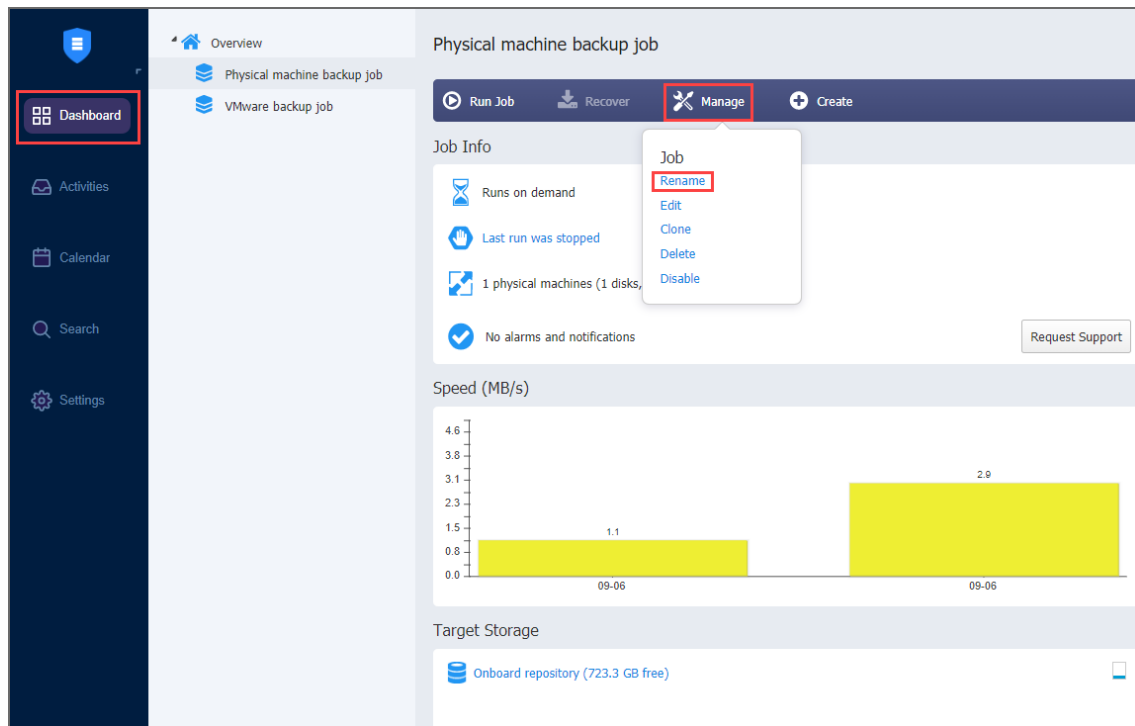 Dashboard
Activities
Calendar
Search
Settings
Overview
Physical machine backup job
VMware backup job
Physical machine backup job
Run Job
Recover
Manage
Create
Job Info
Runs on demand
Last run was stopped
1 physical machines (1 disks,
No alarms and notifications
Request Support
Job
Rename
Edit
Clone
Delete
Disable
Speed (MB/s)
4.6
3.8
3.1
2.3
1.5
0.8
0.0
1.1
2.9
09-06
09-06
Target Storage
Onboard repository (723.3 GB free)